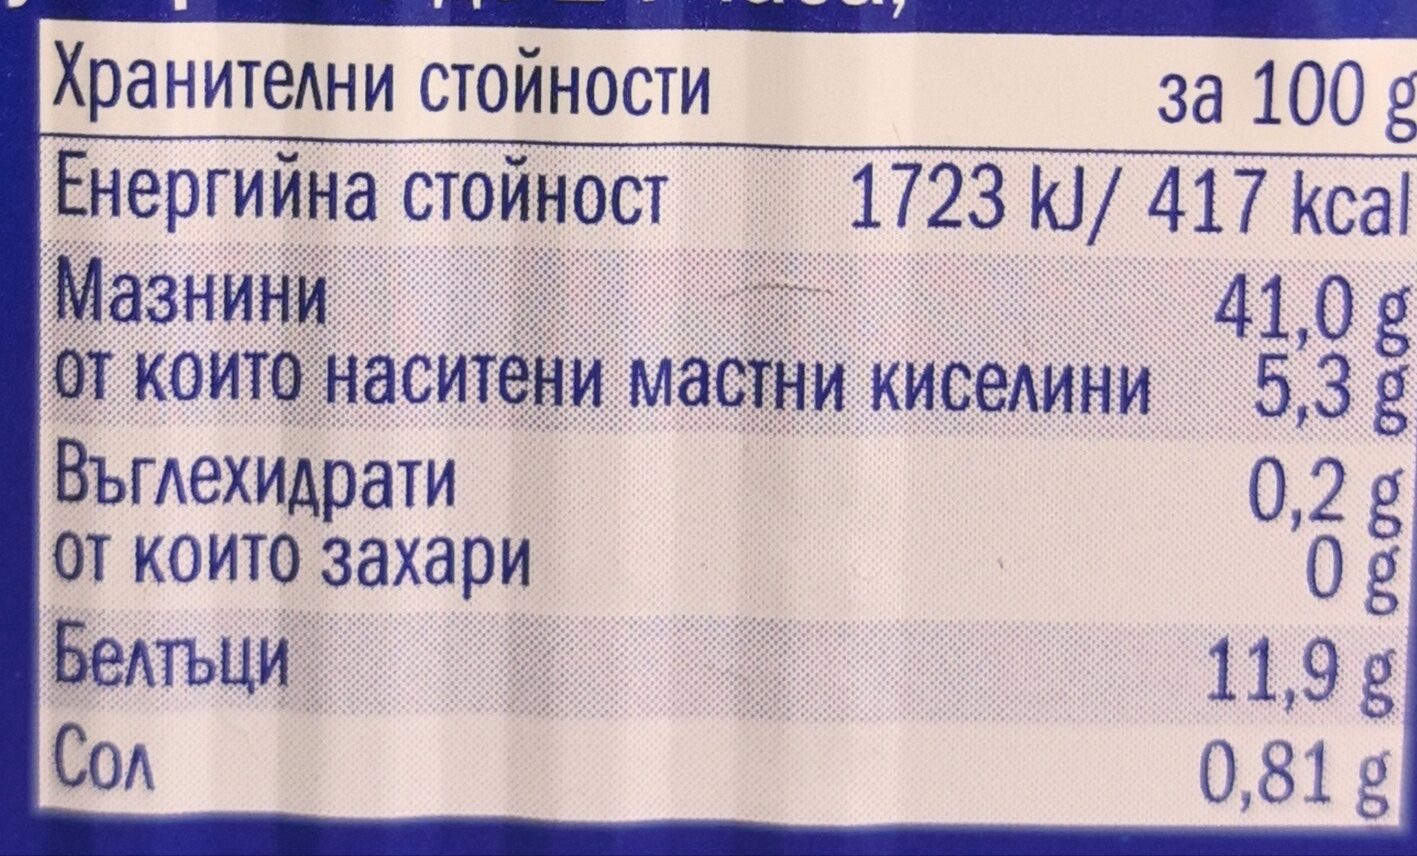 Хранителни стойности за 100 g
Енергийна стойност 1723 kJ/ 417 kcal
Мазнини 41,0 g
от които наситени мастни киселини 5,3 g
Въглехидрати 0,2 g
от които захари 0 g
Белтъци 11,9 g
Сол 0,81 g